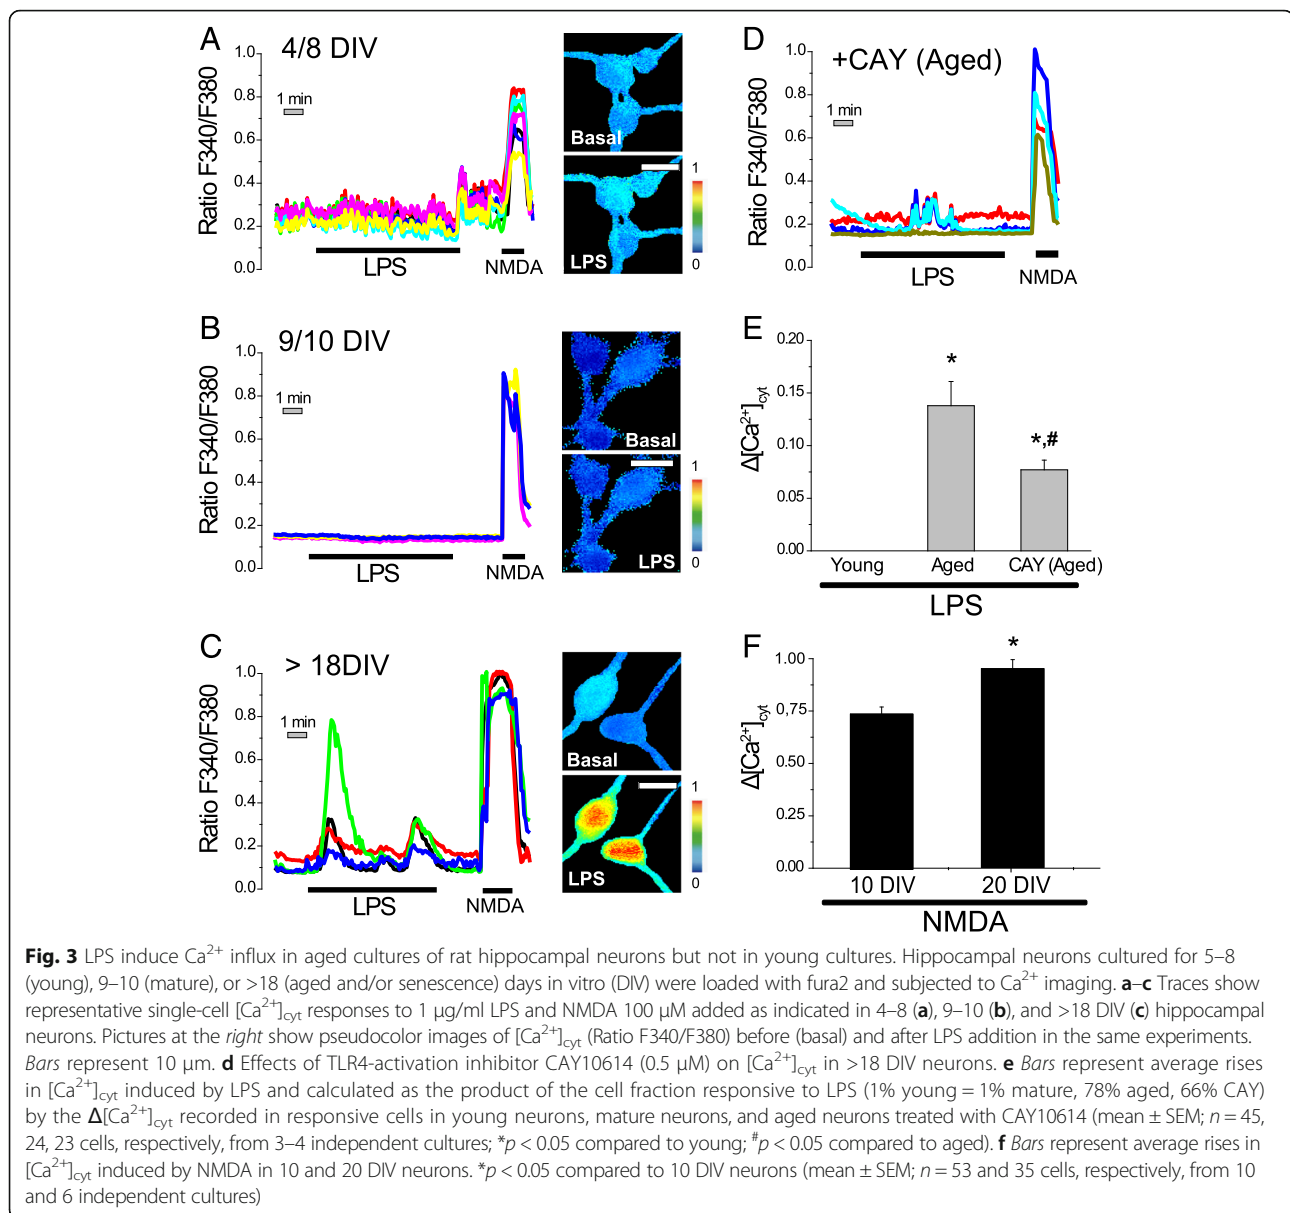 A
4/8 DIV
Ratio F340/F380
1.0
0.8
0.6
0.4
0.2
0.0
1 min
LPS
NMDA
Basal
LPS
1
0
B
9/10 DIV
Ratio F340/F380
1.0
0.8
0.6
0.4
0.2
0.0
1 min
LPS
NMDA
Basal
LPS
1
0
C
> 18DIV
Ratio F340/F380
1.0
0.8
0.6
0.4
0.2
0.0
1 min
LPS
NMDA
Basal
LPS
1
0
D
+CAY (Aged)
Ratio F340/F380
1.0
0.8
0.6
0.4
0.2
0.0
1 min
LPS
NMDA
E
Δ[Ca²⁺]cyt
0.20
0.15
0.10
0.05
0.00
*
*,#
Young Aged CAY (Aged)
LPS
F
Δ[Ca²⁺]cyt
1.00
0.75
0.50
0.25
0.00
*
10 DIV 20 DIV
NMDA
Fig. 3 LPS induce Ca²⁺ influx in aged cultures of rat hippocampal neurons but not in young cultures. Hippocampal neurons cultured for 5–8
(young), 9–10 (mature), or >18 (aged and/or senescence) days in vitro (DIV) were loaded with fura2 and subjected to Ca²⁺ imaging. a–c Traces show
representative single-cell [Ca²⁺]cyt responses to 1 μg/ml LPS and NMDA 100 μM added as indicated in 4–8 (a), 9–10 (b), and >18 DIV (c) hippocampal
neurons. Pictures at the right show pseudocolor images of [Ca²⁺]cyt (Ratio F340/F380) before (basal) and after LPS addition in the same experiments.
Bars represent 10 μm. d Effects of TLR4-activation inhibitor CAY10614 (0.5 μM) on [Ca²⁺]cyt in >18 DIV neurons. e Bars represent average rises
in [Ca²⁺]cyt induced by LPS and calculated as the product of the cell fraction responsive to LPS (1% young = 1% mature, 78% aged, 66% CAY)
by the Δ[Ca²⁺]cyt recorded in responsive cells in young neurons, mature neurons, and aged neurons treated with CAY10614 (mean ± SEM; n = 45,
24, 23 cells, respectively, from 3–4 independent cultures; *p < 0.05 compared to young; #p < 0.05 compared to aged). f Bars represent average rises in
[Ca²⁺]cyt induced by NMDA in 10 and 20 DIV neurons. *p < 0.05 compared to 10 DIV neurons (mean ± SEM; n = 53 and 35 cells, respectively, from 10
and 6 independent cultures)